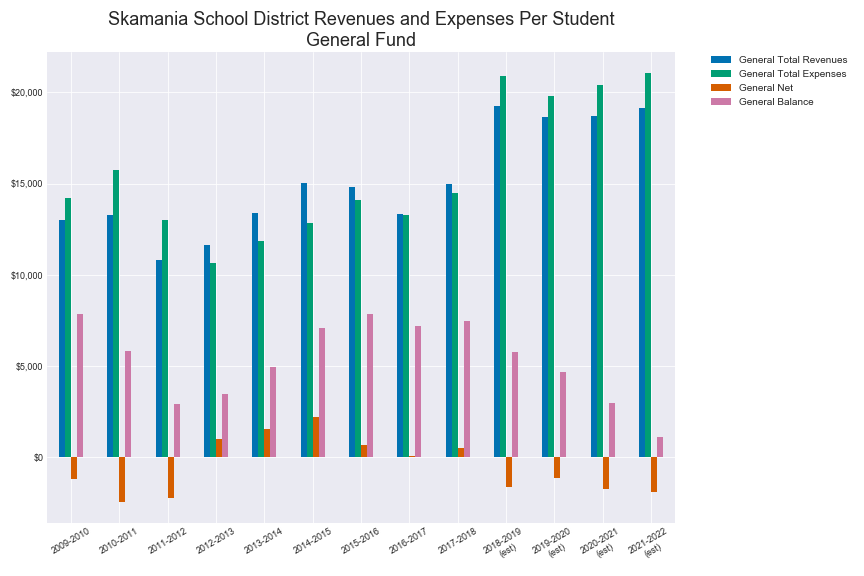 Skamania School District Revenues and Expenses Per Student
General Fund
General Total Revenues
General Total Expenses
General Net
General Balance
$20,000
$15,000
$10,000
$5,000
$0
2009-2010
2010-2011
2011-2012
2012-2013
2013-2014
2014-2015
2015-2016
2016-2017
2017-2018
2018-2019
(est)
2019-2020
(est)
2020-2021
(est)
2021-2022
(est)